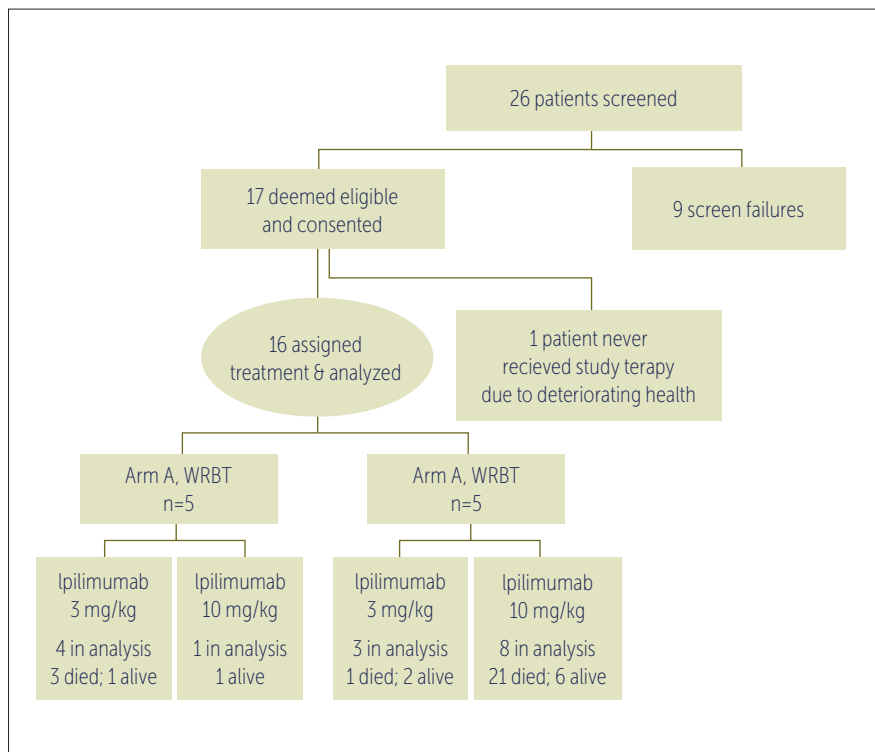 26 patients screened
17 deemed eligible
and consented
9 screen failures
16 assigned
treatment & analyzed
1 patient never
recieved study terapy
due to deteriorating health
Arm A, WRBT
n=5
Arm A, WRBT
n=5
Ipilimumab
3 mg/kg
4 in analysis
3 died; 1 alive
Ipilimumab
10 mg/kg
1 in analysis
1 alive
Ipilimumab
3 mg/kg
3 in analysis
1 died; 2 alive
Ipilimumab
10 mg/kg
8 in analysis
21 died; 6 alive